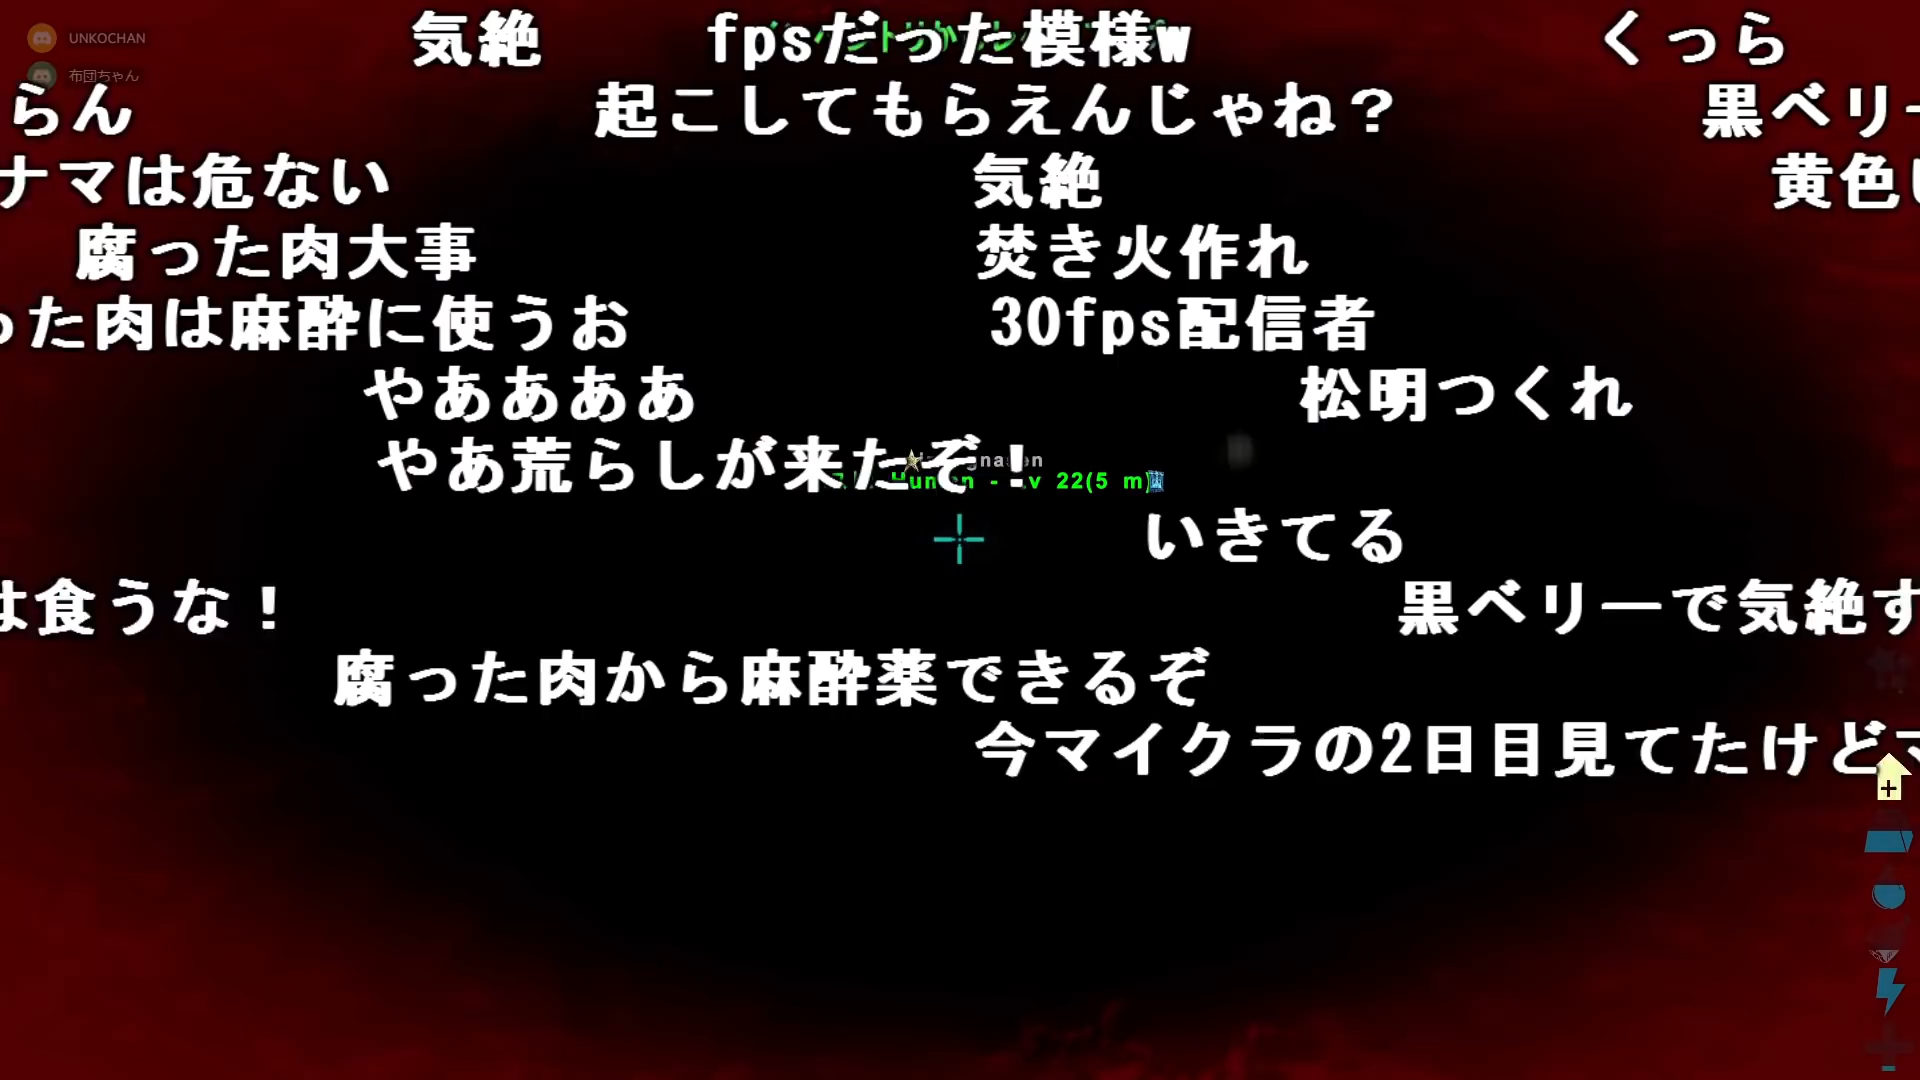 UNKOCHAN
気絶
fpsだった模様w
くっら
布団ちゃん
らん
起こしてもらえんじゃね？
黒ベリー
ナマは危ない
気絶
黄色
腐った肉大事
焚き火作れ
った肉は麻酔に使うお
30fps配信者
やああああ
松明つくれ
やあ荒らしが来たぞ！
Human - Lv 22(5 m)
いきてる
は食うな！
黒ベリーで気絶す
腐った肉から麻酔薬できるぞ
今マイクラの2日目見てたけど